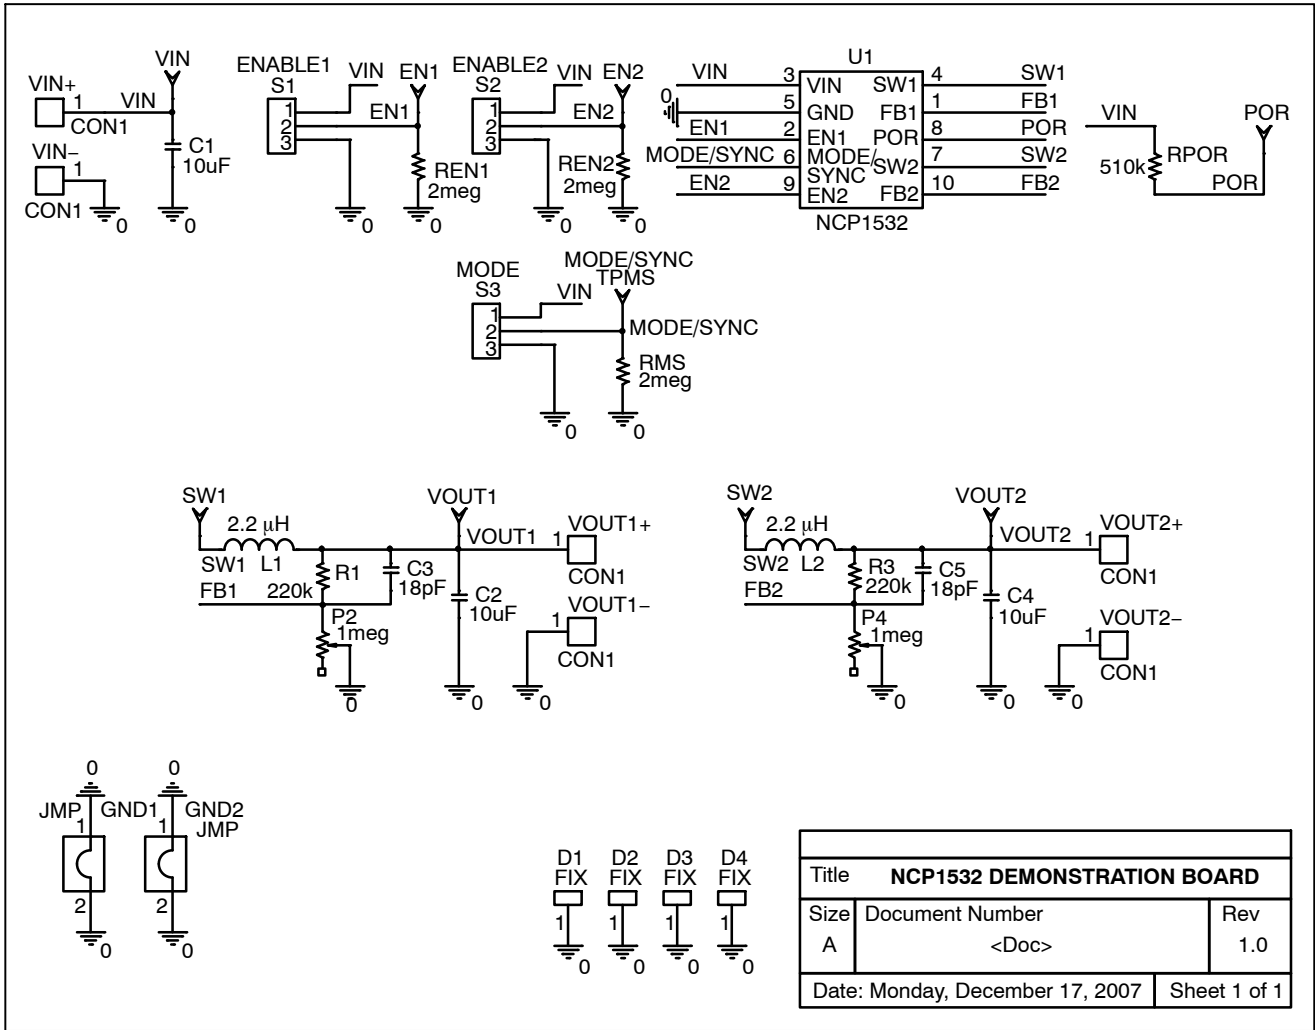 VIN+
1
VIN
VIN
CON1
VIN−
1
CON1
0
C1
10uF
0
ENABLE1
S1
1
2
3
VIN
EN1
EN1
REN1
2meg
0
0
ENABLE2
S2
1
2
3
VIN
EN2
EN2
REN2
2meg
0
0
U1
VIN 3 VIN SW1 4 SW1
0 5 GND FB1 1 FB1
EN1 2 EN1 POR 8 POR
MODE/SYNC 6 MODE/ SYNC SW2 7 SW2
EN2 9 EN2 FB2 10 FB2
NCP1532
VIN
510k
RPOR
POR
POR
MODE
S3
1
2
3
VIN
MODE/SYNC
TPMS
MODE/SYNC
RMS
2meg
0
0
SW1
2.2 μH
SW1
L1
FB1
220k
R1
C3
18pF
P2
1meg
0
VOUT1
VOUT1
C2
10uF
0
1
VOUT1+
CON1
1
VOUT1−
CON1
0
SW2
2.2 μH
SW2
L2
FB2
R3
220k
C5
18pF
P4
1meg
0
VOUT2
VOUT2
C4
10uF
0
1
VOUT2+
CON1
1
VOUT2−
CON1
0
0
JMP
GND1
1
2
0
0
GND2
JMP
1
2
0
D1
FIX
1
0
D2
FIX
1
0
D3
FIX
1
0
D4
FIX
1
0
Title NCP1532 DEMONSTRATION BOARD
Size Document Number Rev
A <Doc> 1.0
Date: Monday, December 17, 2007 Sheet 1 of 1